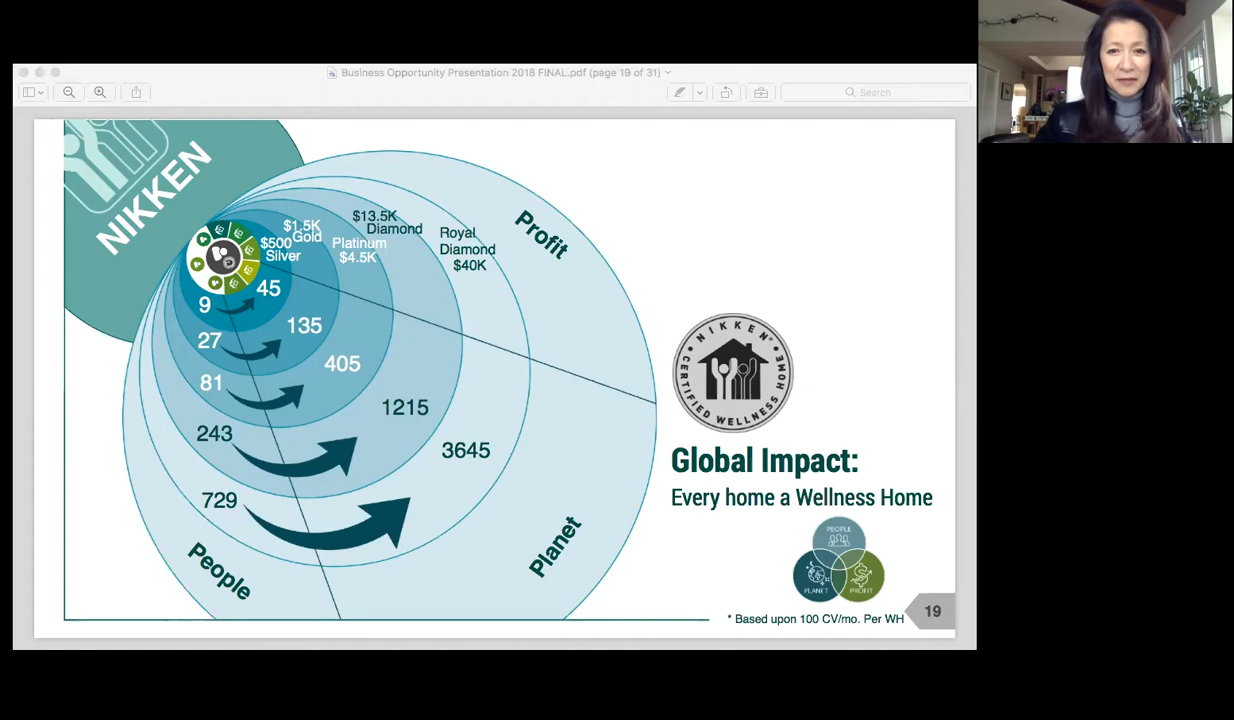 Business Opportunity Presentation 2018 FINAL.pdf (page 19 of 31)
Search
NIKKEN
$500
Silver
$1.5K
Gold
Platinum
$4.5K
$13.5K
Diamond
Royal
Diamond
$40K
Profit
9
45
27
135
81
405
243
1215
729
3645
People
Planet
NIKKEN
CERTIFIED WELLNESS HOME
Global Impact:
Every home a Wellness Home
PEOPLE
PLANET
PROFIT
* Based upon 100 CV/mo. Per WH
19